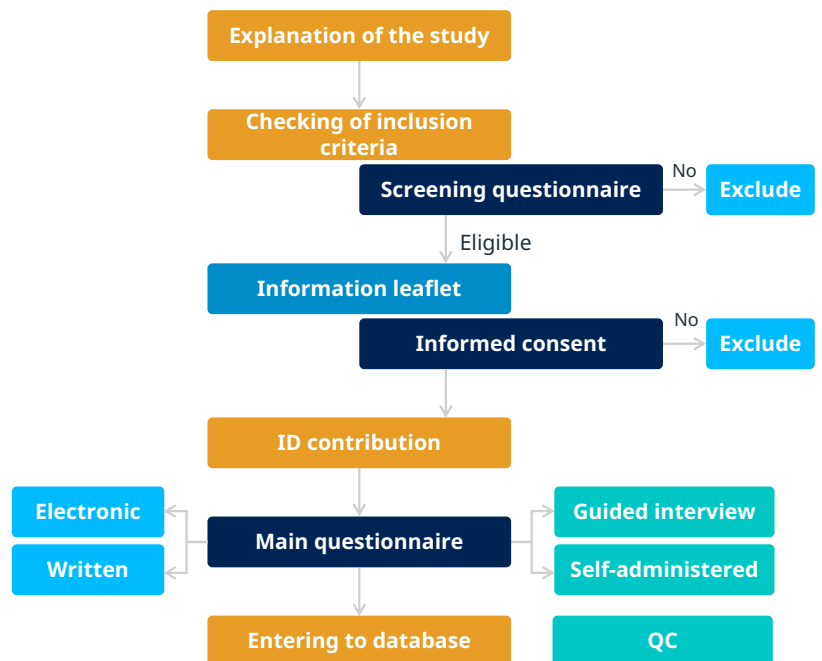 Explanation of the study
Checking of inclusion
criteria
Screening questionnaire
No
Exclude
Eligible
Information leaflet
Informed consent
No
Exclude
ID contribution
Electronic
Written
Main questionnaire
Guided interview
Self-administered
Entering to database
QC